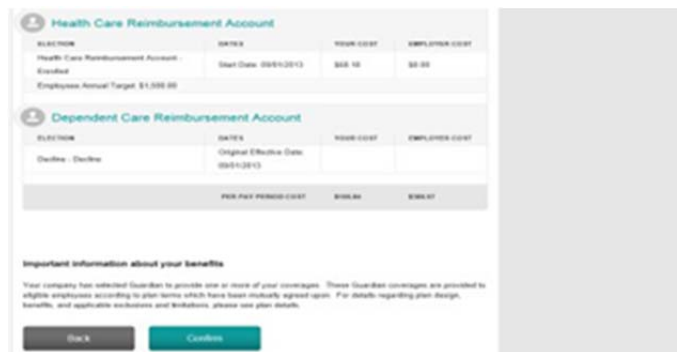 Health Care Reimbursement Account
ELECTION DATES YOUR COST EMPLOYER COST
Health Care Reimbursement Account -
Enrolled
Start Date: 09/01/2013 $0.00
Employee Annual Target: $1,500.00
Dependent Care Reimbursement Account
ELECTION DATES YOUR COST EMPLOYER COST
Decline - Decline
Original Effective Date:
09/01/2013
PER PAY PERIOD COST
Important information about your benefits
Your company has selected Guardian to provide one or more of your coverages. These Guardian coverages are provided to
eligible employees according to plan terms which have been mutually agreed upon. For details regarding plan design,
benefits, and applicable exclusions and limitations, please see plan details.
Back Confirm